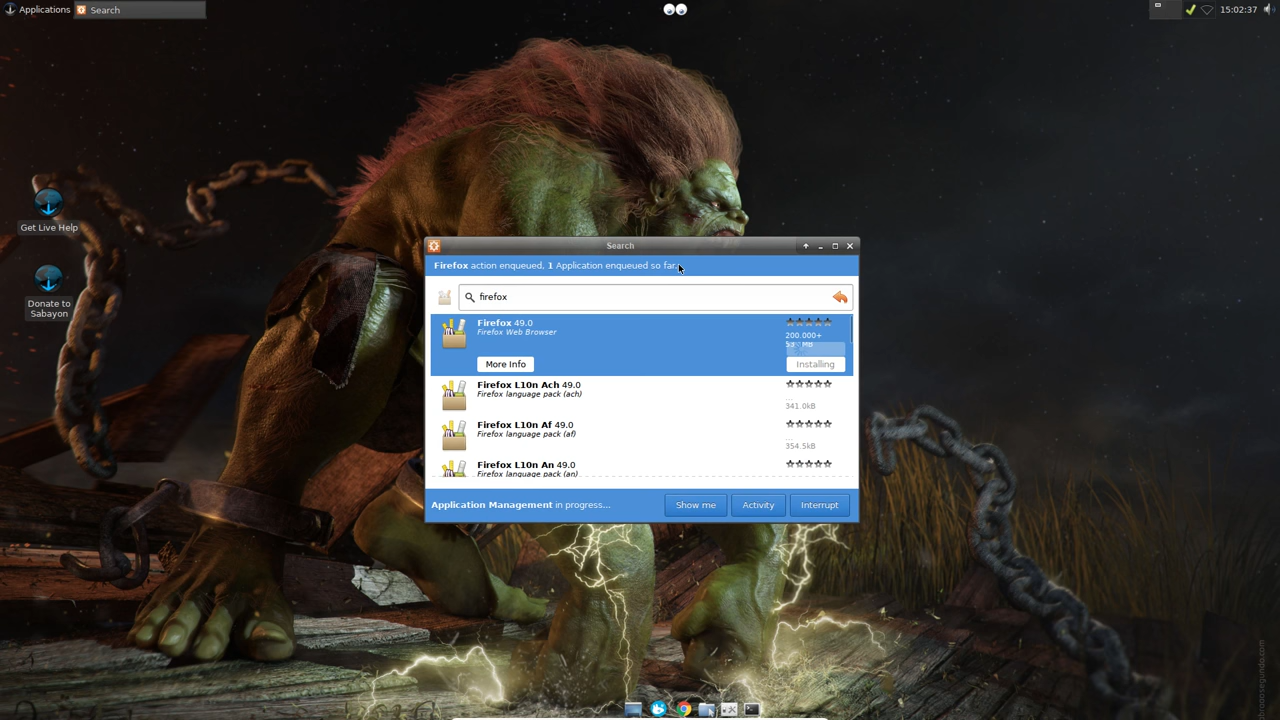 Applications
Search
15:02:37
Get Live Help
Donate to
Sabayon
Search
Firefox action enqueued, 1 Application enqueued so far..
firefox
Firefox 49.0
Firefox Web Browser
200.000+
MB
More Info
Installing
Firefox L10n Ach 49.0
Firefox language pack (ach)
...
341.0kB
Firefox L10n Af 49.0
Firefox language pack (af)
...
354.5kB
Firefox L10n An 49.0
Firefox language pack (an)
Application Management in progress...
Show me
Activity
Interrupt